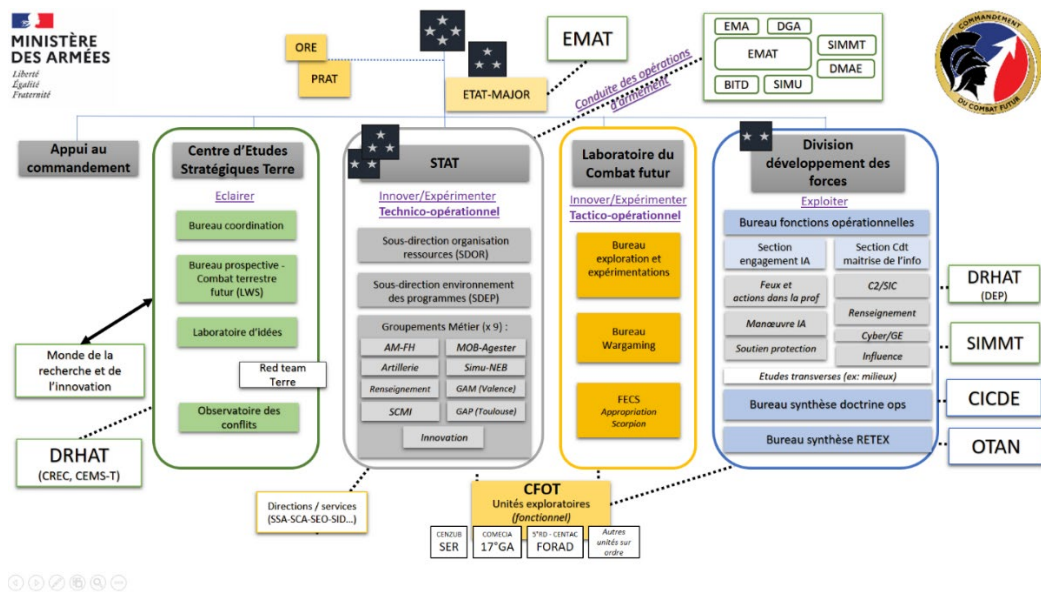 MINISTÈRE
DES ARMÉES
Liberté
Égalité
Fraternité
ORE
PRAT
ETAT-MAJOR
EMAT
Conduite des opérations
d'armement
EMA
DGA
EMAT
SIMMT
DMAE
BITD
SIMU
COMMANDEMENT
DU COMBAT FUTUR
Appui au
commandement
Centre d'Etudes
Stratégiques Terre
Eclairer
Bureau coordination
Bureau prospective -
Combat terrestre
futur (LWS)
Laboratoire d'idées
Red team
Terre
Observatoire des
conflits
Monde de la
recherche et de
l'innovation
DRHAT
(CREC, CEMS-T)
STAT
Innover/Expérimenter
Technico-opérationnel
Sous-direction organisation
ressources (SDOR)
Sous-direction environnement
des programmes (SDEP)
Groupements Métier (x 9) :
AM-FH
MOB-Agester
Artillerie
Simu-NEB
Renseignement
GAM (Valence)
SCMI
GAP (Toulouse)
Innovation
Directions / services
(SSA-SCA-SEO-SID...)
Laboratoire du
Combat futur
Innover/Expérimenter
Tactico-opérationnel
Bureau
exploration et
expérimentations
Bureau
Wargaming
FECS
Appropriation
Scorpion
CFOT
Unités exploratoires
(fonctionnel)
CENZUB
SER
COMECIA
17°GA
5°RD - CENTAC
FORAD
Autres
unités sur
ordre
Division
développement des
forces
Exploiter
Bureau fonctions opérationnelles
Section
engagement IA
Section Cdt
maitrise de l'info
Feux et
actions dans la prof
C2/SIC
Manœuvre IA
Renseignement
Soutien protection
Cyber/GE
Influence
Etudes transverses (ex: milieux)
Bureau synthèse doctrine ops
Bureau synthèse RETEX
DRHAT
(DEP)
SIMMT
CICDE
OTAN